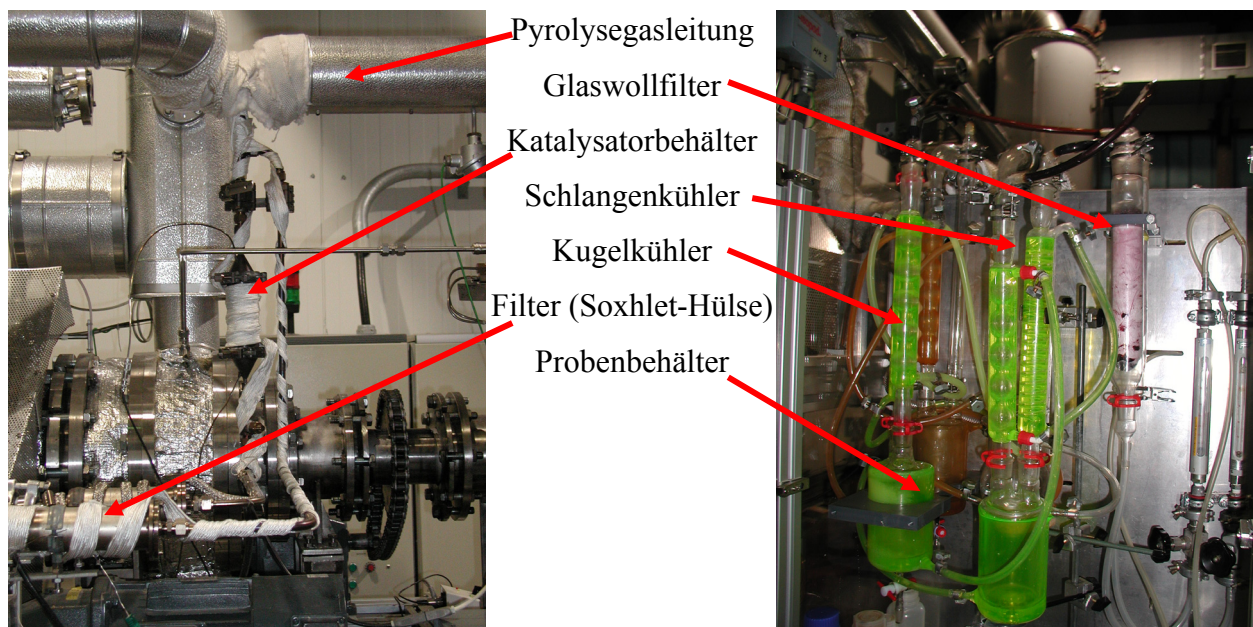 Pyrolysegasleitung
Glaswollfilter
Katalysatorbehälter
Schlangenkühler
Kugelkühler
Filter (Soxhlet-Hülse)
Probenbehälter